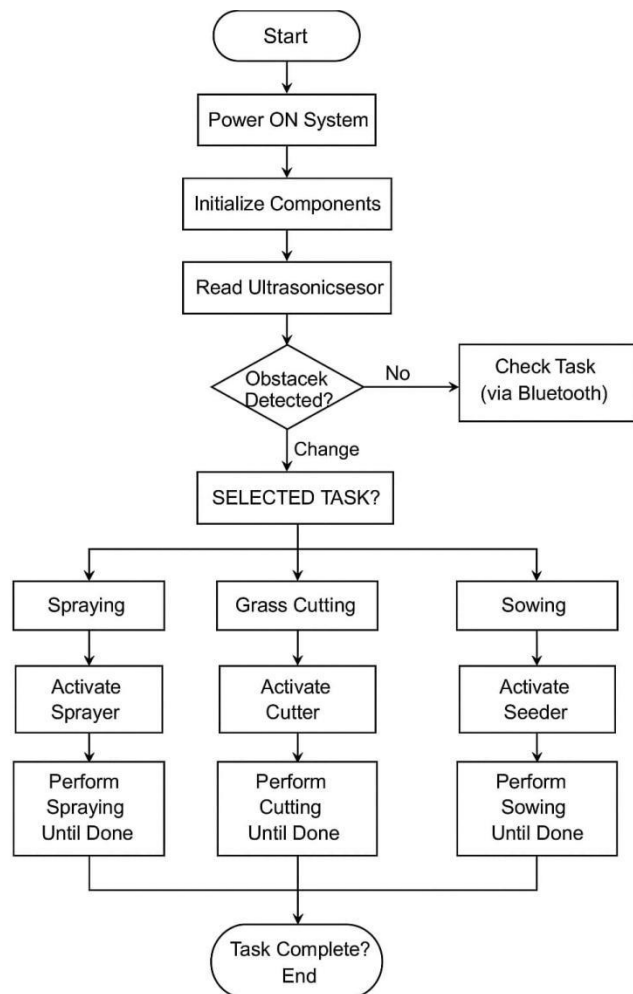 Start
Power ON System
Initialize Components
Read Ultrasonicsesor
Obstacek
Detected?
No
Check Task
(via Bluetooth)
Change
SELECTED TASK?
Spraying
Grass Cutting
Sowing
Activate
Sprayer
Activate
Cutter
Activate
Seeder
Perform
Spraying
Until Done
Perform
Cutting
Until Done
Perform
Sowing
Until Done
Task Complete?
End